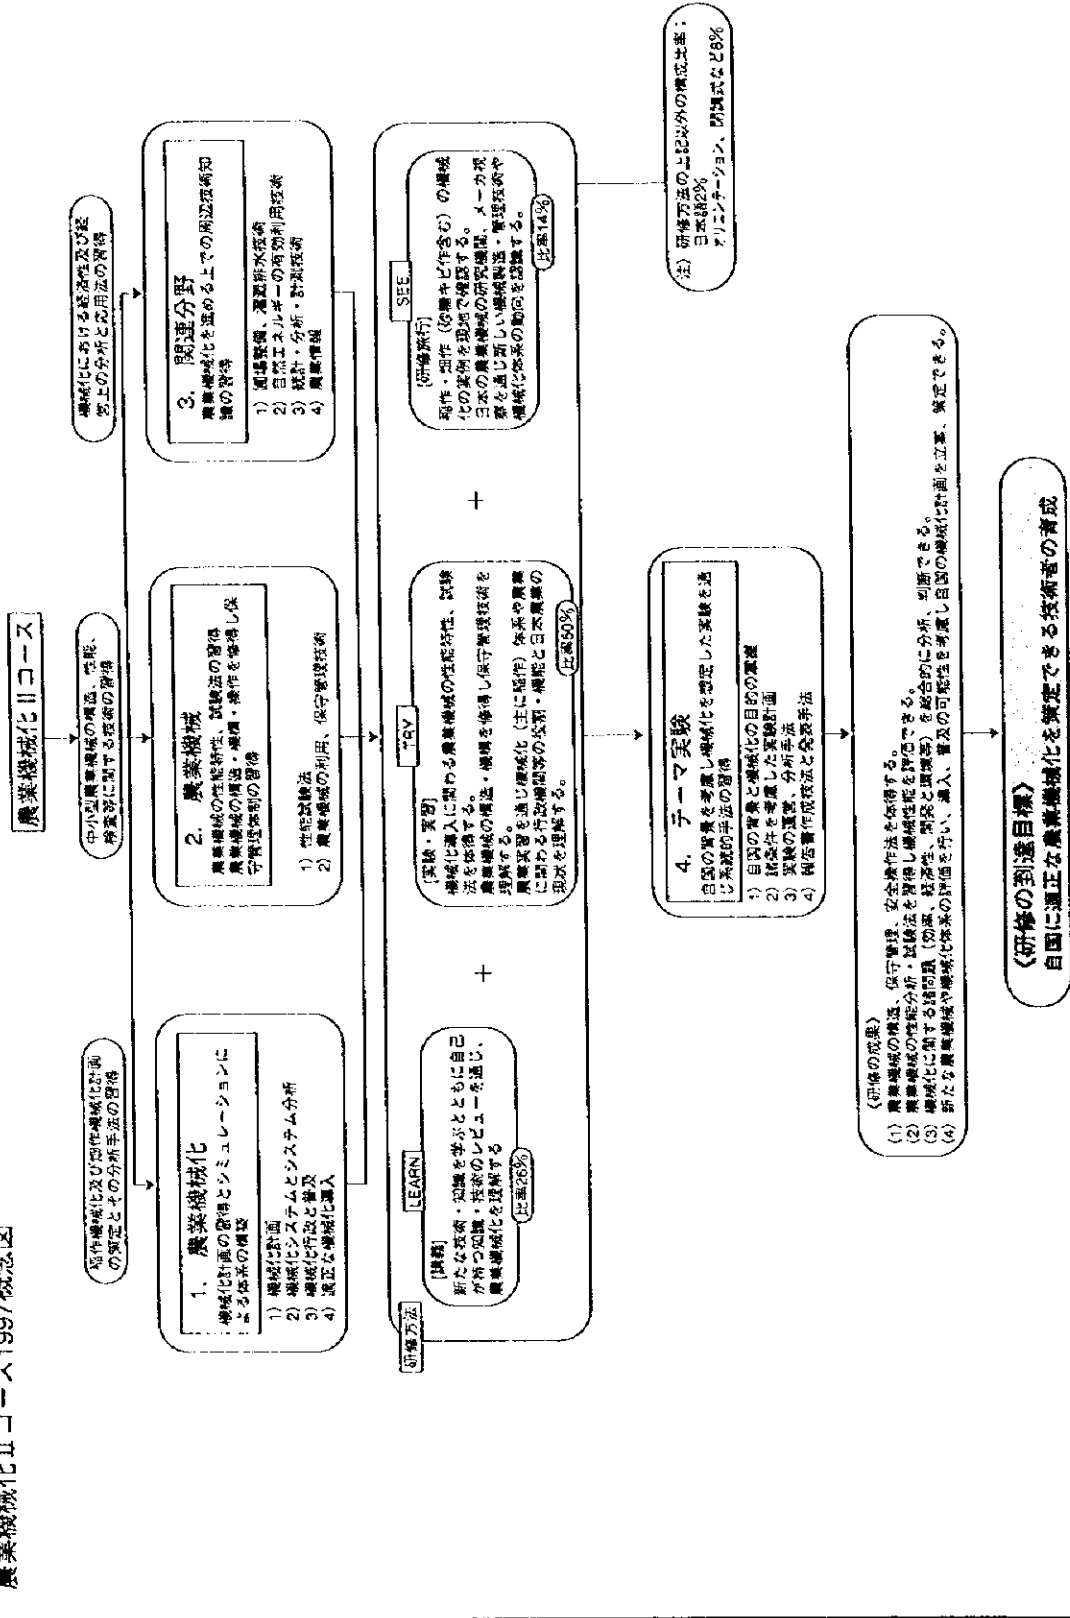 農業機械化Ⅱコース1997概念図
農業機械化Ⅱコース
稲作機械化及び畑作機械化計画
の策定とその分析手法の習得
中小型農業機械の構造、性能、
検査等に関する技術の習得
機械化における経済性及び経
営上の分析と応用法の習得
1. 農業機械化
機械化計画の習得とシミュレーションに
よる体系の構築
1) 機械化計画
2) 機械化システムとシステム分析
3) 機械化行政と普及
4) 適正な機械化導入
2. 農業機械
農業機械の性能特性、試験法の習得
農業機械の構造・機構・操作を修得し保
守管理体制の習得
1) 性能試験法
2) 農業機械の利用、保守管理技術
3. 関連分野
農業機械化を進める上での周辺技術知
識の習得
1) 圃場整備、灌漑排水技術
2) 自然エネルギーの有効利用技術
3) 統計・分析・計測技術
4) 農業情報
研修方法
LEARN
[講義]
新たな技術・知識を学ぶとともに自己
が持つ知識・技術のレビューを通じ、
農業機械化を理解する
比率26%
+
TRY
[実験・実習]
機械化導入に関わる農業機械の性能特性、試験
法を体得する。
農業機械の構造・機構を修得し保守管理技術を
理解する。
農業実習を通じ機械化（主に稲作）体系や農業
に関わる行政機関等の役割・機能と日本農業の
現状を理解する。
比率50%
+
SEE
[研修旅行]
稲作・畑作（砂糖キビ作含む）の機械
化の実例を現地で確認する。
日本の農業機械の研究機関、メーカ視
察を通じ新しい機械製造・管理技術や
機械化体系の動向を認識する。
比率14%
注) 研修方法の上記以外の構成比率；
日本語2%
オリエンテーション、閉講式など8%
4. テーマ実験
自国の背景を考慮し機械化を想定した実験を通
じ系統的手法の習得
1) 自国の背景と機械化の目的の掌握
2) 諸条件を考慮した実験計画
3) 実験の運営、分析手法
4) 報告書作成技法と発表手法
〈研修の成果〉
(1) 農業機械の構造、保守管理、安全操作法を体得する。
(2) 農業機械の性能分析・試験法を習得し機械性能を評価できる。
(3) 機械化に関する諸問題（効率、経済性、開発と環境等）を総合的に分析、判断できる。
(4) 新たな農業機械や機械化体系の評価を行い、導入、普及の可能性を考慮し自国の機械化計画を立案、策定できる。
〈研修の到達目標〉
自国に適正な農業機械化を策定できる技術者の育成